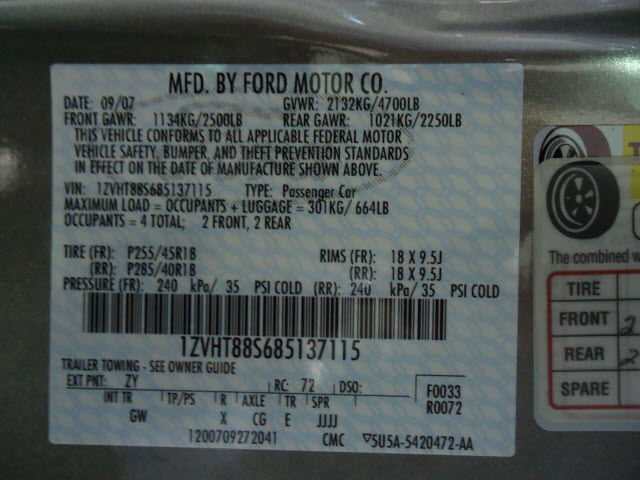 MFD. BY FORD MOTOR CO.
DATE: 09/07 GVWR: 2132KG/4700LB
FRONT GAWR: 1134KG/2500LB REAR GAWR: 1021KG/2250LB
THIS VEHICLE CONFORMS TO ALL APPLICABLE FEDERAL MOTOR
VEHICLE SAFETY, BUMPER, AND THEFT PREVENTION STANDARDS
IN EFFECT ON THE DATE OF MANUFACTURE SHOWN ABOVE.
VIN: 1ZVHT88S685137115 TYPE: Passenger Car
MAXIMUM LOAD = OCCUPANTS + LUGGAGE = 301KG/ 664LB
OCCUPANTS = 4 TOTAL; 2 FRONT, 2 REAR
TIRE (FR): P255/45R18 RIMS (FR): 18 X 9.5J
(RR): P285/40R18 (RR): 18 X 9.5J
PRESSURE (FR): 240 kPa/ 35 PSI COLD (RR): 240 kPa/ 35 PSI COLD
1ZVHT88S685137115
TRAILER TOWING - SEE OWNER GUIDE
EXT PNT: ZY RC: 72 DSO: F0033
INT TR TP/PS R AXLE TR SPR R0072
GW X CG E JJJJ
1200709272041 CMC 5U5A-5420472-AA
The combined w
TIRE
FRONT 2
REAR 2
SPARE